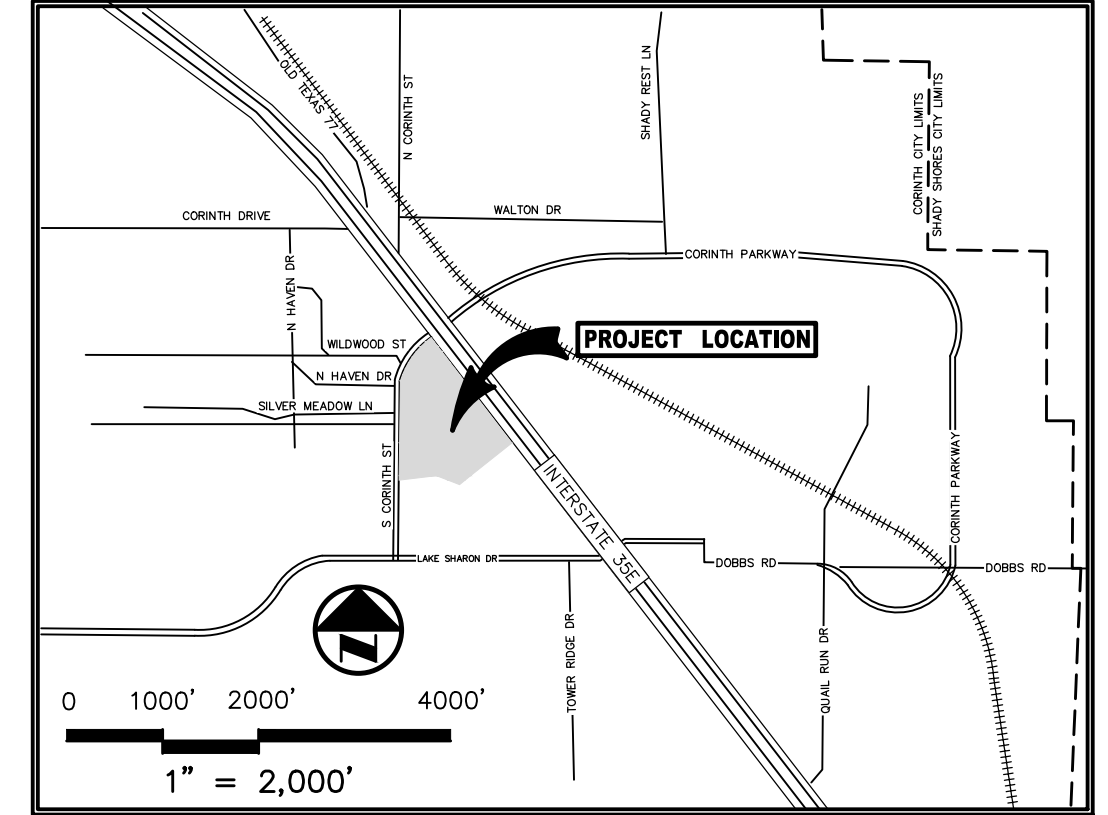 OLD TEXAS 77
N CORINTH ST
SHADY REST LN
CORINTH CITY LIMITS
SHADY SHORES CITY LIMITS
CORINTH DRIVE
WALTON DR
CORINTH PARKWAY
N HAVEN DR
WILDWOOD ST
PROJECT LOCATION
N HAVEN DR
SILVER MEADOW LN
S CORINTH ST
INTERSTATE 35E
CORINTH PARKWAY
LAKE SHARON DR
DOBBS RD
DOBBS RD
N
TOWER RIDGE DR
QUAIL RUN DR
0 1000' 2000' 4000'
1" = 2,000'